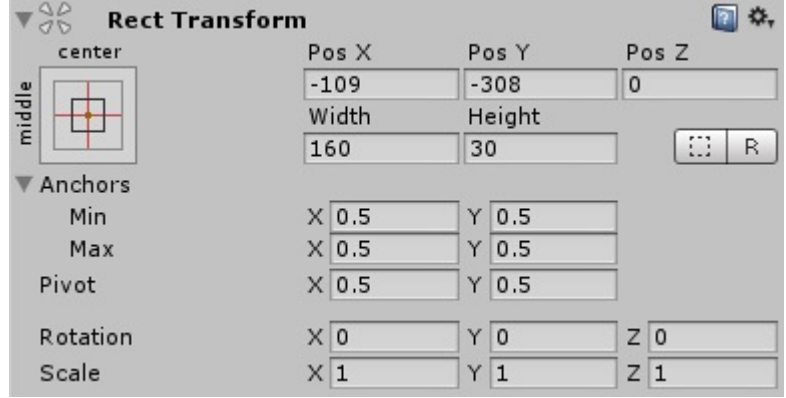 Rect Transform
center
Pos X Pos Y Pos Z
middle
-109 -308 0
Width Height
160 30
R
Anchors
Min X 0.5 Y 0.5
Max X 0.5 Y 0.5
Pivot X 0.5 Y 0.5
Rotation X 0 Y 0 Z 0
Scale X 1 Y 1 Z 1